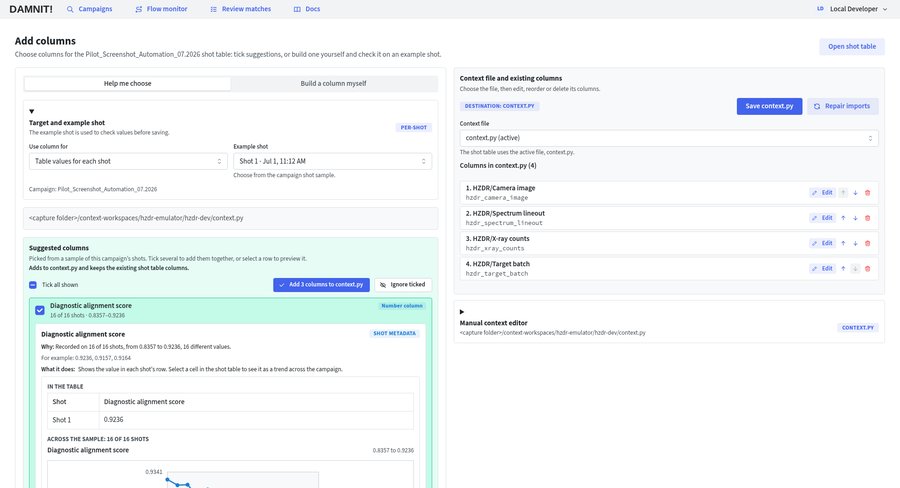 DAMNIT!
Campaigns
Flow monitor
Review matches
Docs
LD
Local Developer
Add columns
Choose columns for the Pilot_Screenshot_Automation_07.2026 shot table: tick suggestions, or build one yourself and check it on an example shot.
Open shot table
Help me choose
Build a column myself
Target and example shot
The example shot is used to check values before saving.
PER-SHOT
Use column for
Example shot
Table values for each shot
Shot 1 · Jul 1, 11:12 AM
Choose from the campaign shot sample.
Campaign: Pilot_Screenshot_Automation_07.2026
<capture folder>/context-workspaces/hzdr-emulator/hzdr-dev/context.py
Suggested columns
Picked from a sample of this campaign's shots. Tick several to add them together, or select a row to preview it.
Adds to context.py and keeps the existing shot table columns.
Tick all shown
Add 3 columns to context.py
Ignore ticked
Diagnostic alignment score
Number column
16 of 16 shots · 0.8357–0.9236
Diagnostic alignment score
SHOT METADATA
Why: Recorded on 16 of 16 shots, from 0.8357 to 0.9236, 16 different values.
For example: 0.9236, 0.9157, 0.9164
What it does: Shows the value in each shot's row. Select a cell in the shot table to see it as a trend across the campaign.
IN THE TABLE
Shot
Diagnostic alignment score
Shot 1
0.9236
ACROSS THE SAMPLE: 16 OF 16 SHOTS
Diagnostic alignment score
0.8357 to 0.9236
0.9341
Context file and existing columns
Choose the file, then edit, reorder or delete its columns.
DESTINATION: CONTEXT.PY
Save context.py
Repair imports
Context file
context.py (active)
The shot table uses the active file, context.py.
Columns in context.py (4)
1. HZDR/Camera image
hzdr_camera_image
Edit
2. HZDR/Spectrum lineout
hzdr_spectrum_lineout
Edit
3. HZDR/X-ray counts
hzdr_xray_counts
Edit
4. HZDR/Target batch
hzdr_target_batch
Edit
Manual context editor
<capture folder>/context-workspaces/hzdr-emulator/hzdr-dev/context.py
CONTEXT.PY